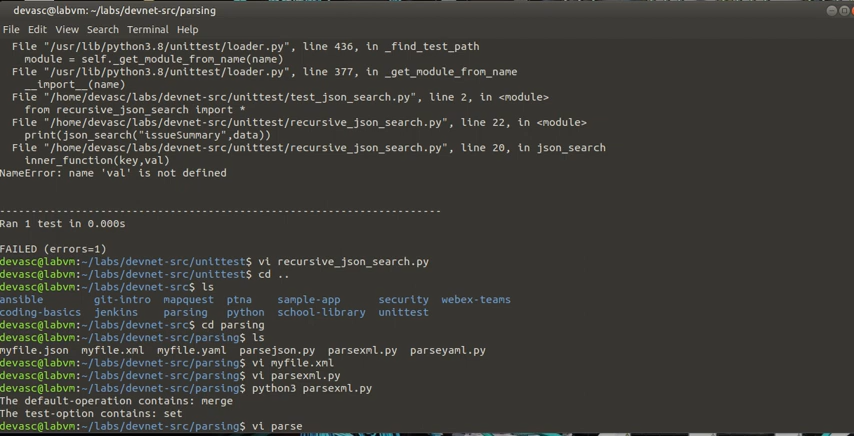 devasc@labvm: ~/labs/devnet-src/parsing
File Edit View Search Terminal Help
File "/usr/lib/python3.8/unittest/loader.py", line 436, in _find_test_path
module = self._get_module_from_name(name)
File "/usr/lib/python3.8/unittest/loader.py", line 377, in _get_module_from_name
__import__(name)
File "/home/devasc/labs/devnet-src/unittest/test_json_search.py", line 2, in <module>
from recursive_json_search import *
File "/home/devasc/labs/devnet-src/unittest/recursive_json_search.py", line 22, in <module>
print(json_search("issueSummary",data))
File "/home/devasc/labs/devnet-src/unittest/recursive_json_search.py", line 20, in json_search
inner_function(key,val)
NameError: name 'val' is not defined
----------------------------------------------------------------------
Ran 1 test in 0.000s
FAILED (errors=1)
devasc@labvm:~/labs/devnet-src/unittest$ vi recursive_json_search.py
devasc@labvm:~/labs/devnet-src/unittest$ cd ..
devasc@labvm:~/labs/devnet-src$ ls
ansible git-intro mapquest ptna sample-app security webex-teams
coding-basics jenkins parsing python school-library unittest
devasc@labvm:~/labs/devnet-src$ cd parsing
devasc@labvm:~/labs/devnet-src/parsing$ ls
myfile.json myfile.xml myfile.yaml parsejson.py parsexml.py parseyaml.py
devasc@labvm:~/labs/devnet-src/parsing$ vi myfile.xml
devasc@labvm:~/labs/devnet-src/parsing$ vi parsexml.py
devasc@labvm:~/labs/devnet-src/parsing$ python3 parsexml.py
The default-operation contains: merge
The test-option contains: set
devasc@labvm:~/labs/devnet-src/parsing$ vi parse